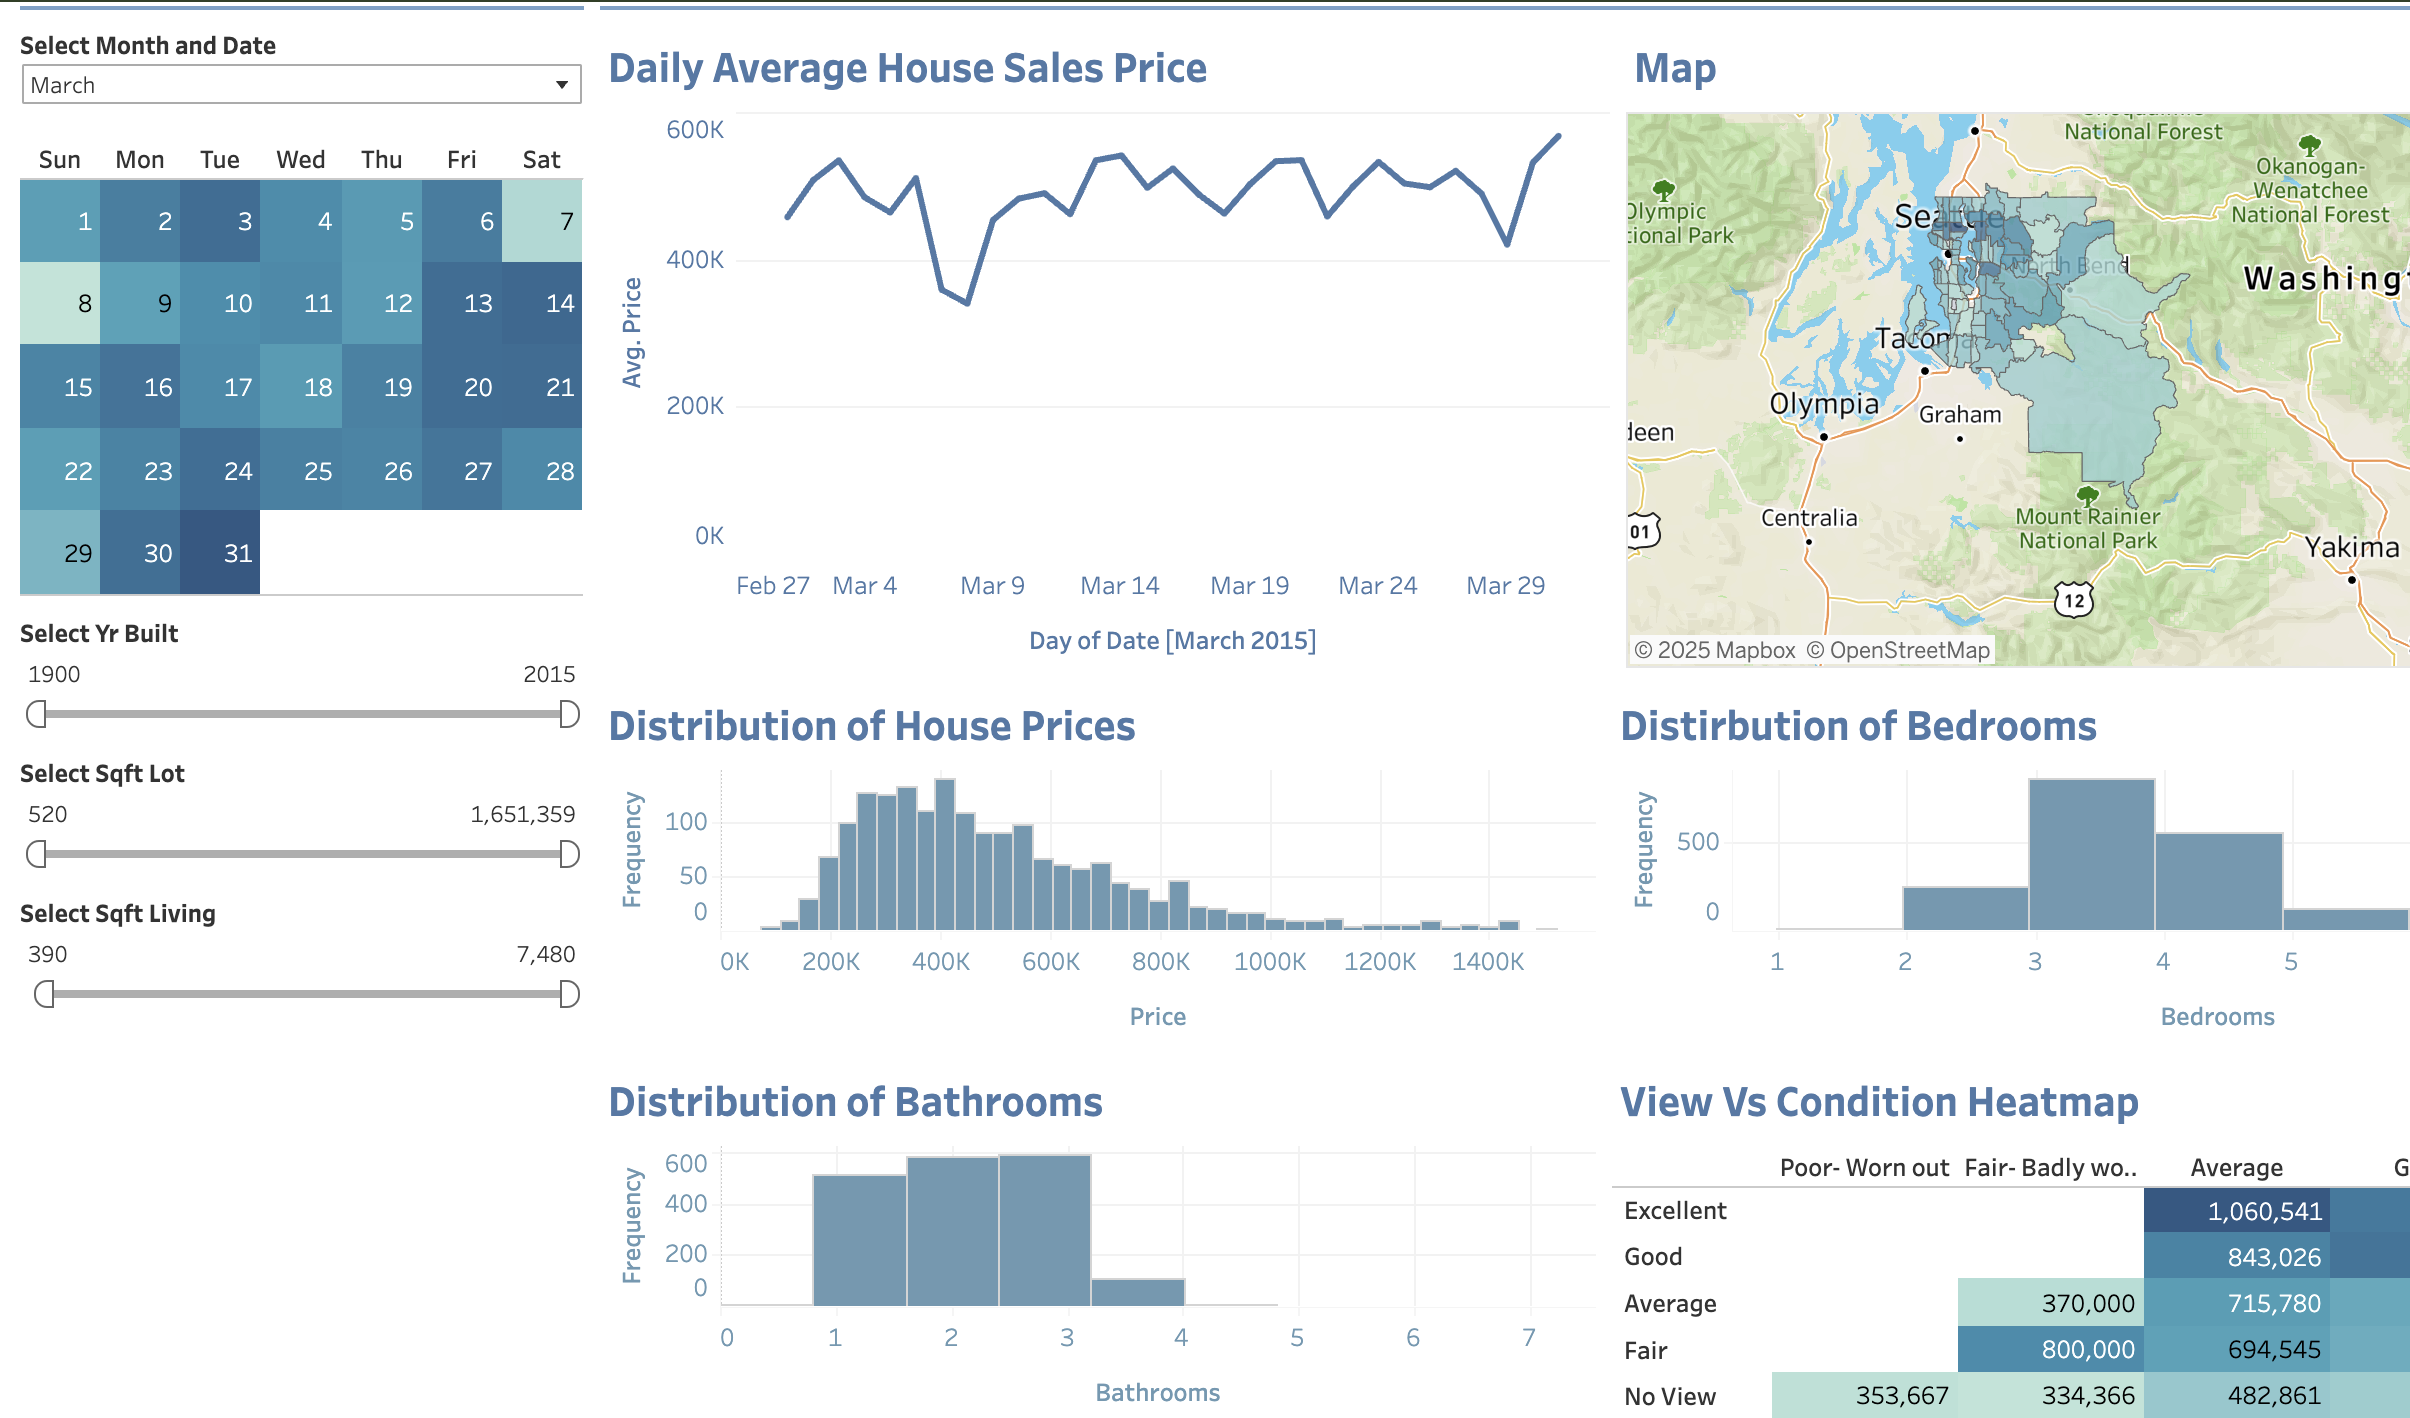 Select Month and Date
March
Sun Mon Tue Wed Thu Fri Sat
1 2 3 4 5 6 7
8 9 10 11 12 13 14
15 16 17 18 19 20 21
22 23 24 25 26 27 28
29 30 31
Select Yr Built
1900 2015
Select Sqft Lot
520 1,651,359
Select Sqft Living
390 7,480
Daily Average House Sales Price
Avg. Price
600K
400K
200K
0K
Feb 27 Mar 4 Mar 9 Mar 14 Mar 19 Mar 24 Mar 29
Day of Date [March 2015]
Map
National Forest
Okanogan-
Wenatchee
National Forest
Olympic
tional Park
Seattle
North Bend
Washingt
Tacoma
Olympia
Graham
deen
Centralia
01
Mount Rainier
National Park
Yakima
12
© 2025 Mapbox © OpenStreetMap
Distribution of House Prices
Frequency
100
50
0
0K 200K 400K 600K 800K 1000K 1200K 1400K
Price
Distirbution of Bedrooms
Frequency
500
0
1 2 3 4 5
Bedrooms
Distribution of Bathrooms
Frequency
600
400
200
0
0 1 2 3 4 5 6 7
Bathrooms
View Vs Condition Heatmap
Poor- Worn out Fair- Badly wo.. Average G
Excellent 1,060,541
Good 843,026
Average 370,000 715,780
Fair 800,000 694,545
No View 353,667 334,366 482,861